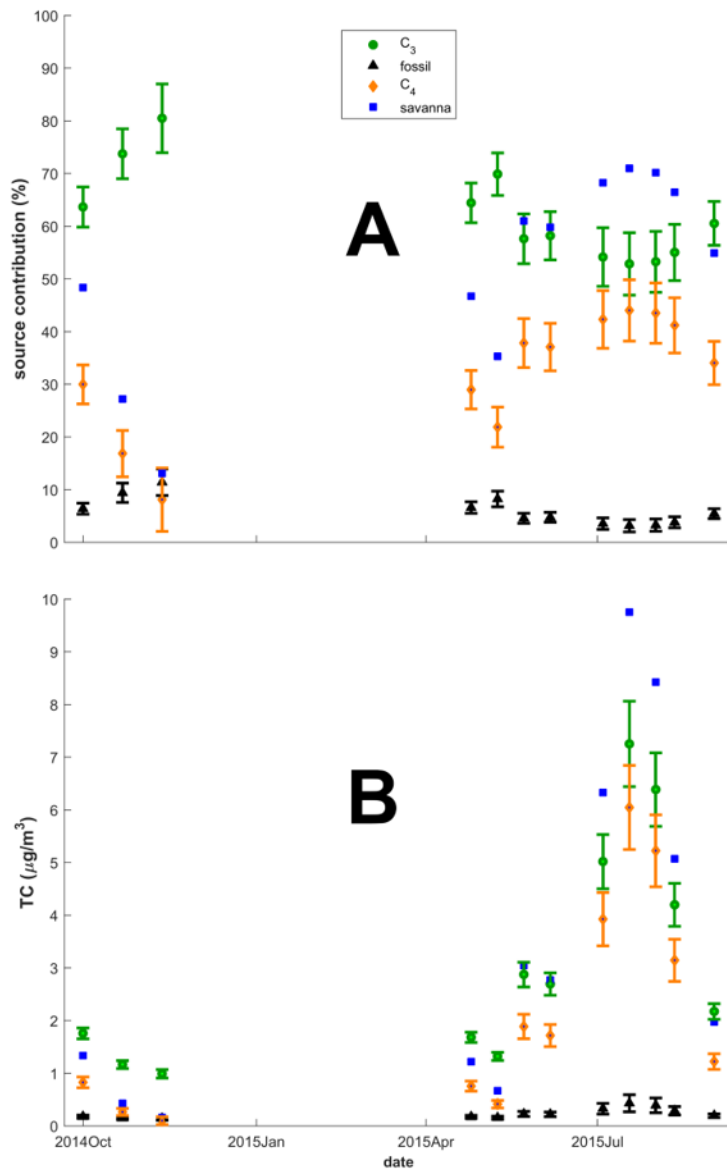 100
90
80
70
60
50
40
30
20
10
0
source contribution (%)
C₃
fossil
C₄
savanna
A
10
9
8
7
6
5
4
3
2
1
0
TC (μg/m³)
B
2014Oct
2015Jan
2015Apr
2015Jul
date